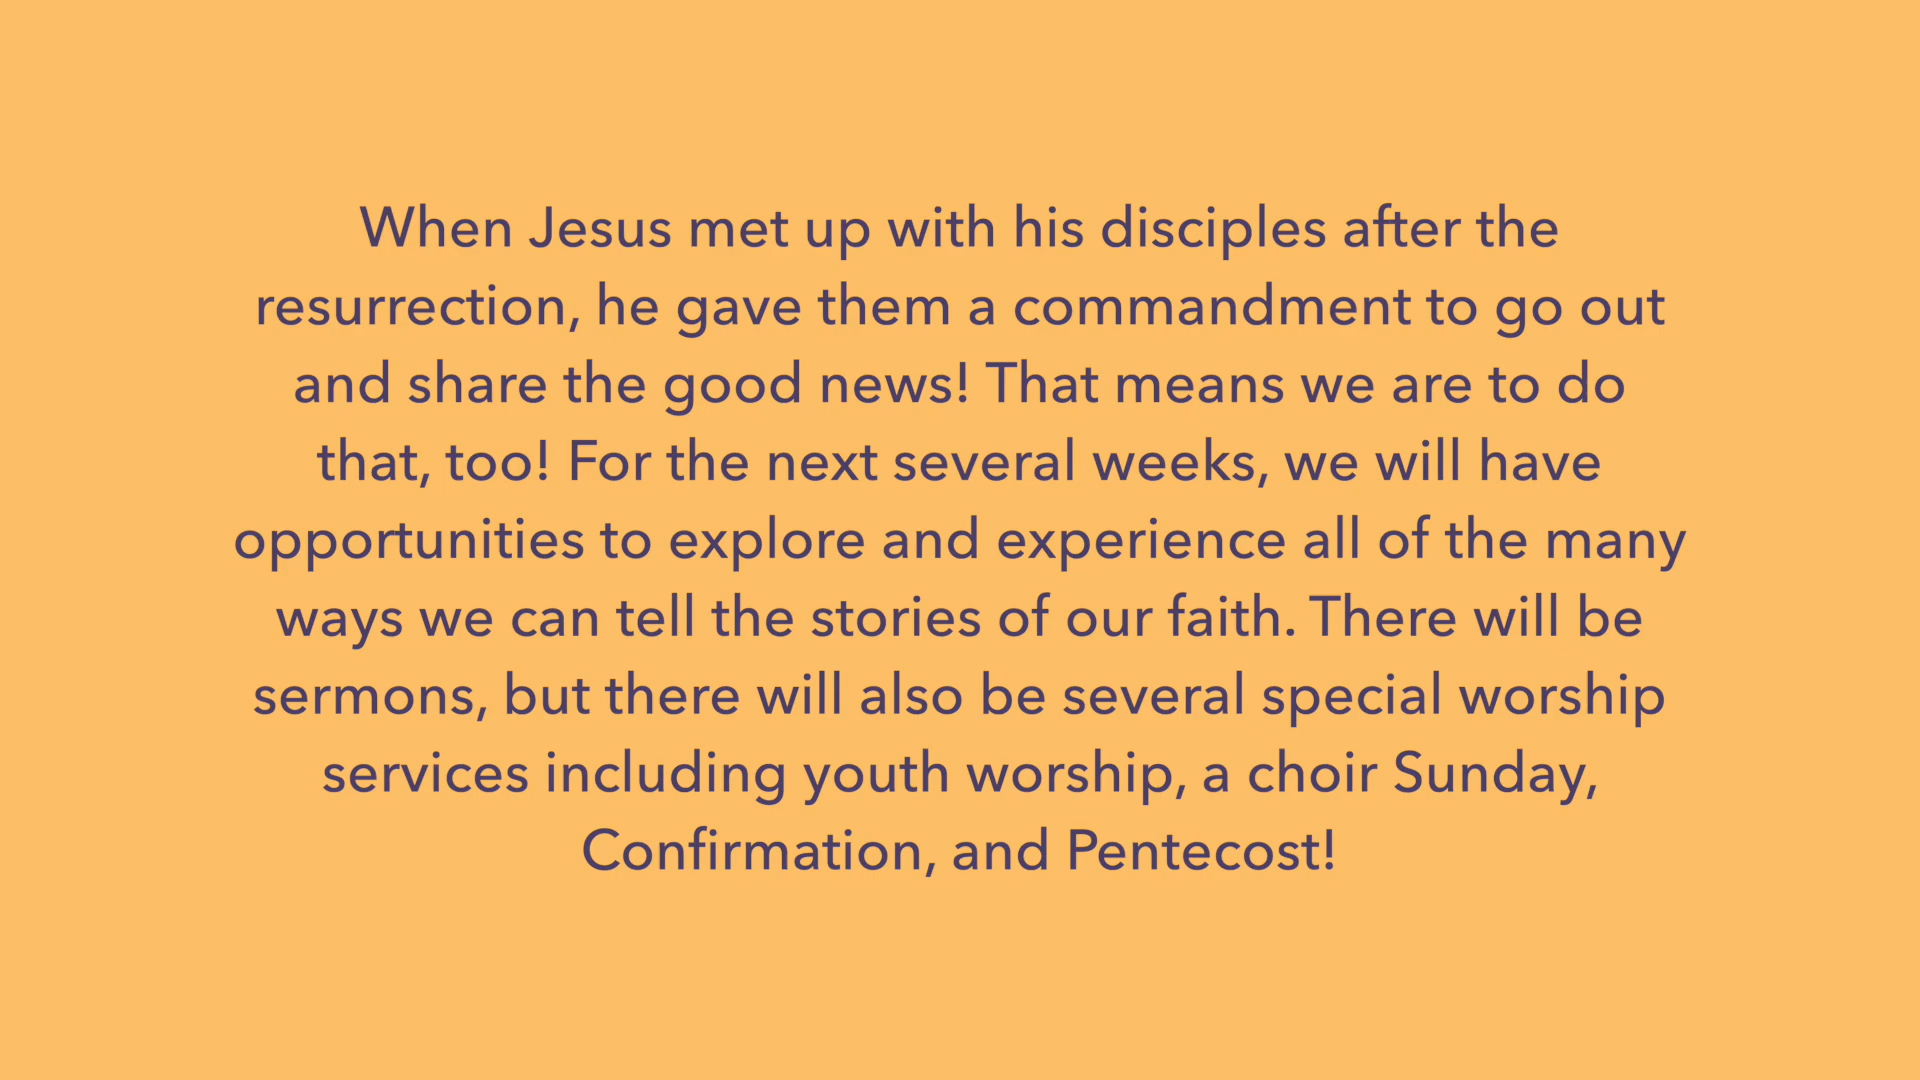 When Jesus met up with his disciples after the
resurrection, he gave them a commandment to go out
and share the good news! That means we are to do
that, too! For the next several weeks, we will have
opportunities to explore and experience all of the many
ways we can tell the stories of our faith. There will be
sermons, but there will also be several special worship
services including youth worship, a choir Sunday,
Confirmation, and Pentecost!